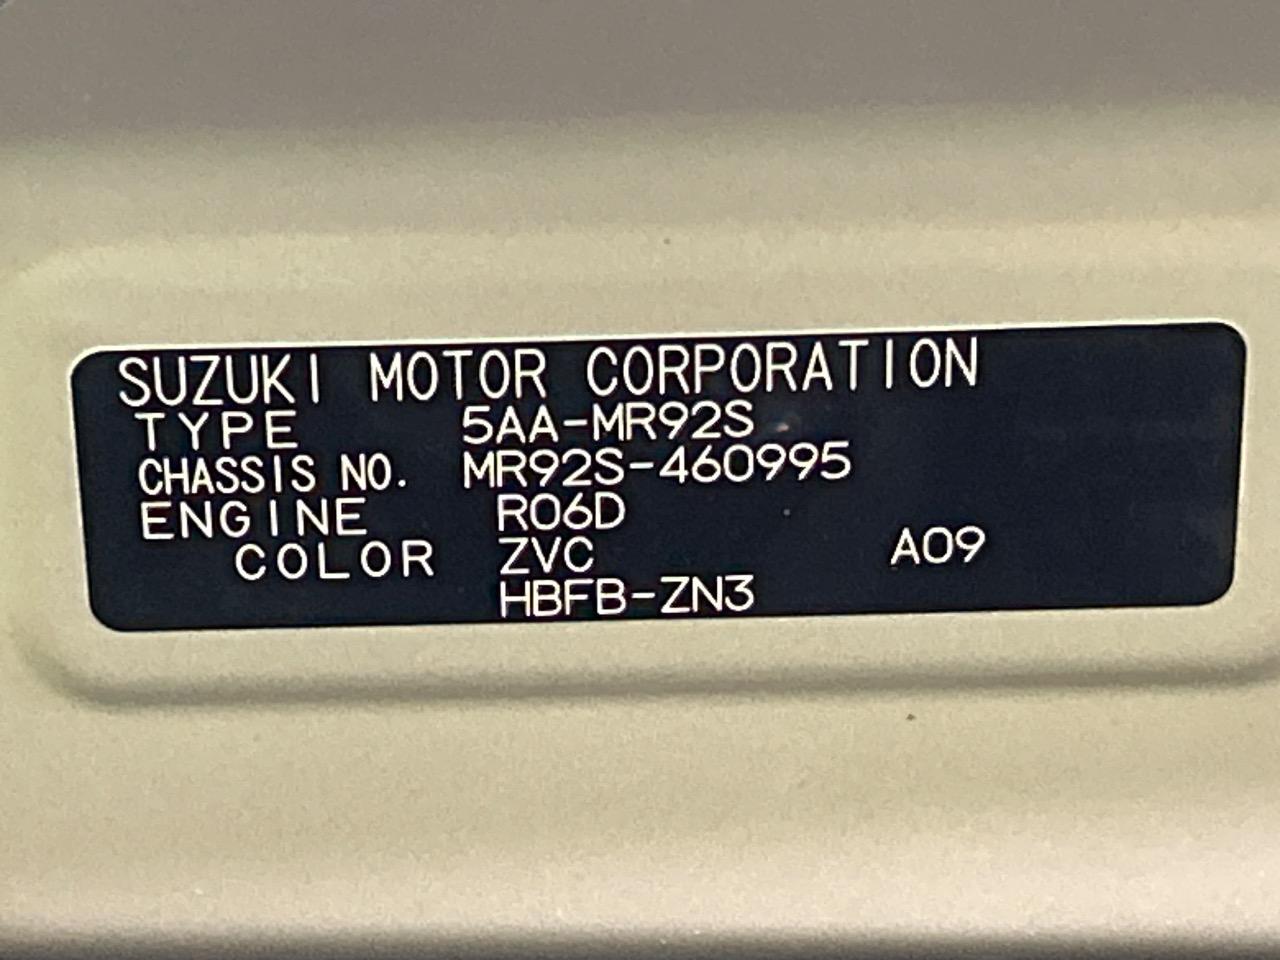 SUZUKI MOTOR CORPORATION
TYPE 5AA-MR92S
CHASSIS NO. MR92S-460995
ENGINE R06D
COLOR ZVC A09
HBFB-ZN3